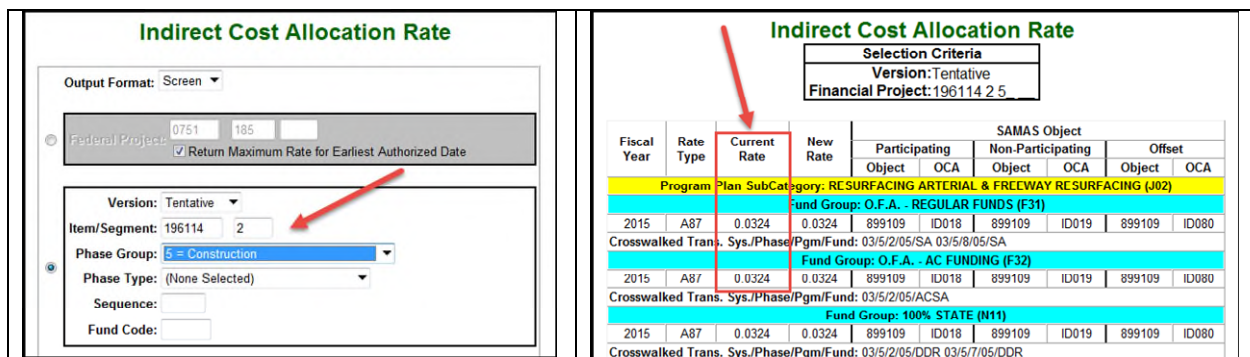 Indirect Cost Allocation Rate
Output Format: Screen
Federal Project: 0751 185
Return Maximum Rate for Earliest Authorized Date
Version: Tentative
Item/Segment: 196114 2
Phase Group: 5 = Construction
Phase Type: (None Selected)
Sequence:
Fund Code:
Indirect Cost Allocation Rate
Selection Criteria
Version:Tentative
Financial Project:196114 2 5_ __
Fiscal Year Rate Type Current Rate New Rate SAMAS Object
Participating Non-Participating Offset
Object OCA Object OCA Object OCA
Program Plan SubCategory: RESURFACING ARTERIAL & FREEWAY RESURFACING (J02)
Fund Group: O.F.A. - REGULAR FUNDS (F31)
2015 A87 0.0324 0.0324 899109 ID018 899109 ID019 899109 ID080
Crosswalked Trans. Sys./Phase/Pgm/Fund: 03/5/2/05/SA 03/5/8/05/SA
Fund Group: O.F.A. - AC FUNDING (F32)
2015 A87 0.0324 0.0324 899109 ID018 899109 ID019 899109 ID080
Crosswalked Trans. Sys./Phase/Pgm/Fund: 03/5/2/05/ACSA
Fund Group: 100% STATE (N11)
2015 A87 0.0324 0.0324 899109 ID018 899109 ID019 899109 ID080
Crosswalked Trans. Sys./Phase/Pgm/Fund: 03/5/2/05/DDR 03/5/7/05/DDR